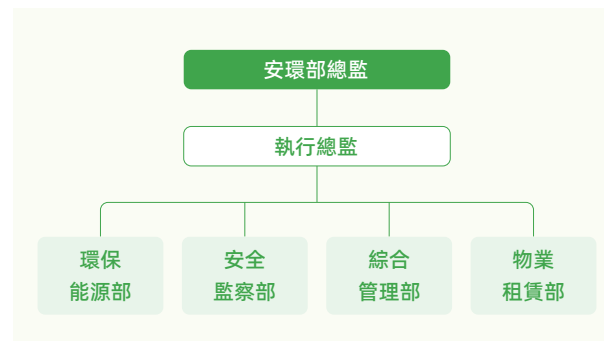 安環部總監
執行總監
環保
能源部
安全
監察部
綜合
管理部
物業
租賃部